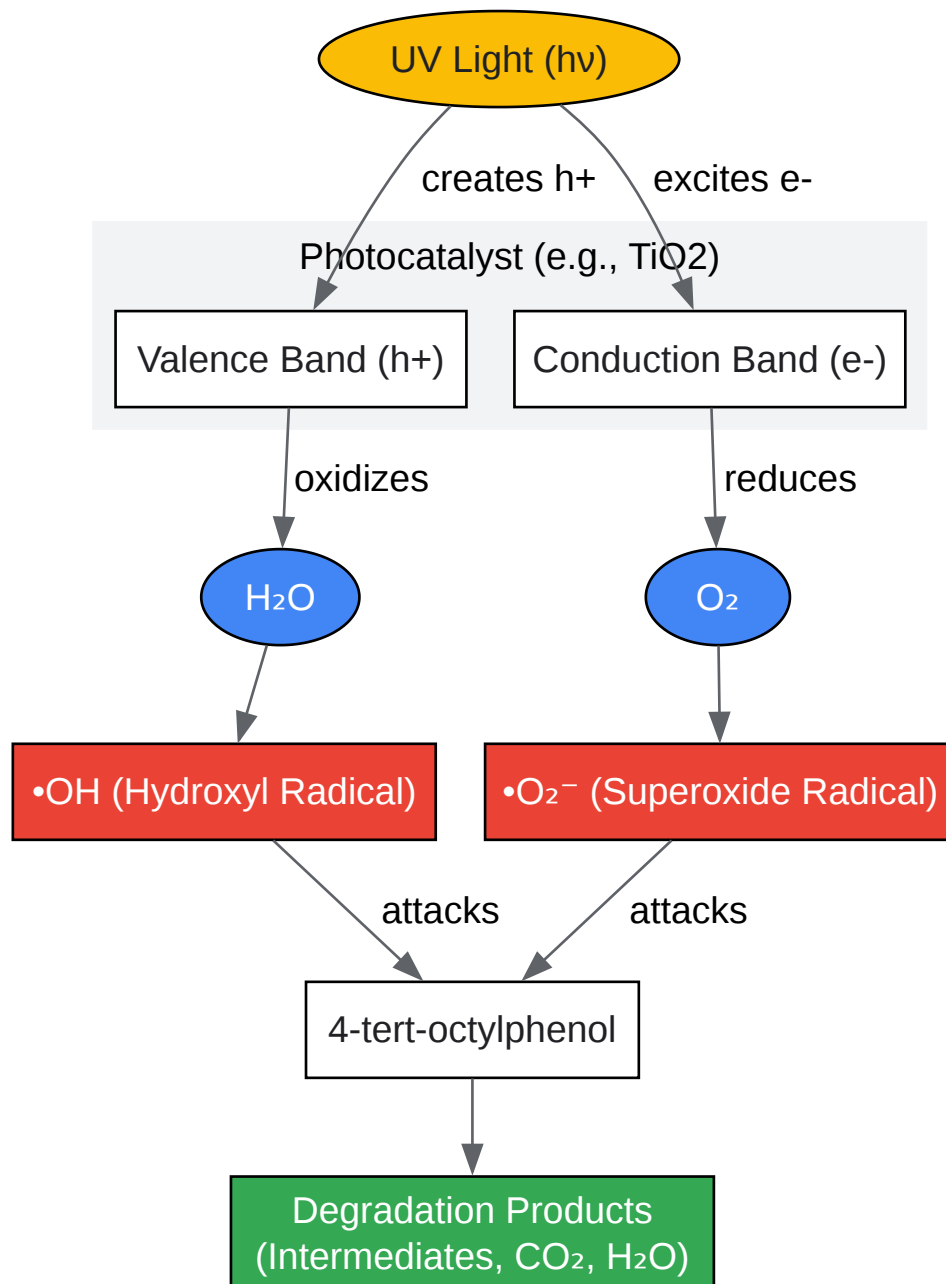 UV Light (hν)
creates h+
excites e-
Photocatalyst (e.g., TiO2)
Valence Band (h+)
Conduction Band (e-)
oxidizes
reduces
H₂O
O₂
•OH (Hydroxyl Radical)
•O₂⁻ (Superoxide Radical)
attacks
attacks
4-tert-octylphenol
Degradation Products
(Intermediates, CO₂, H₂O)